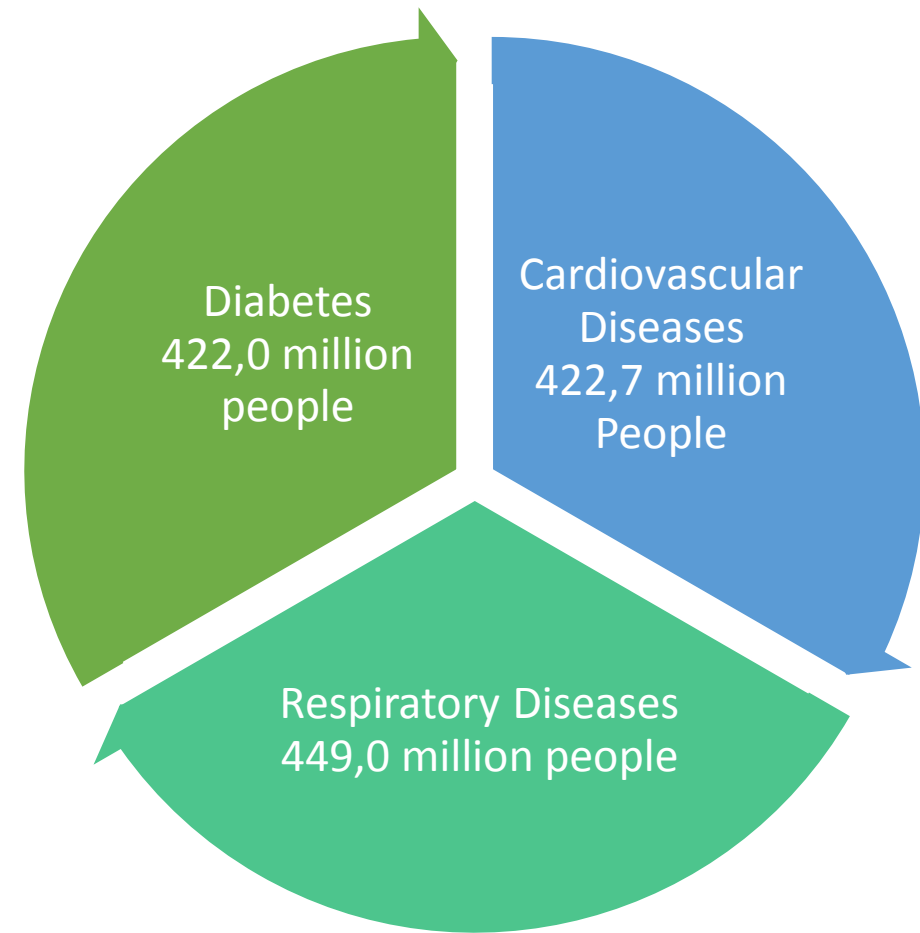 Diabetes
422,0 million
people
Cardiovascular
Diseases
422,7 million
People
Respiratory Diseases
449,0 million people